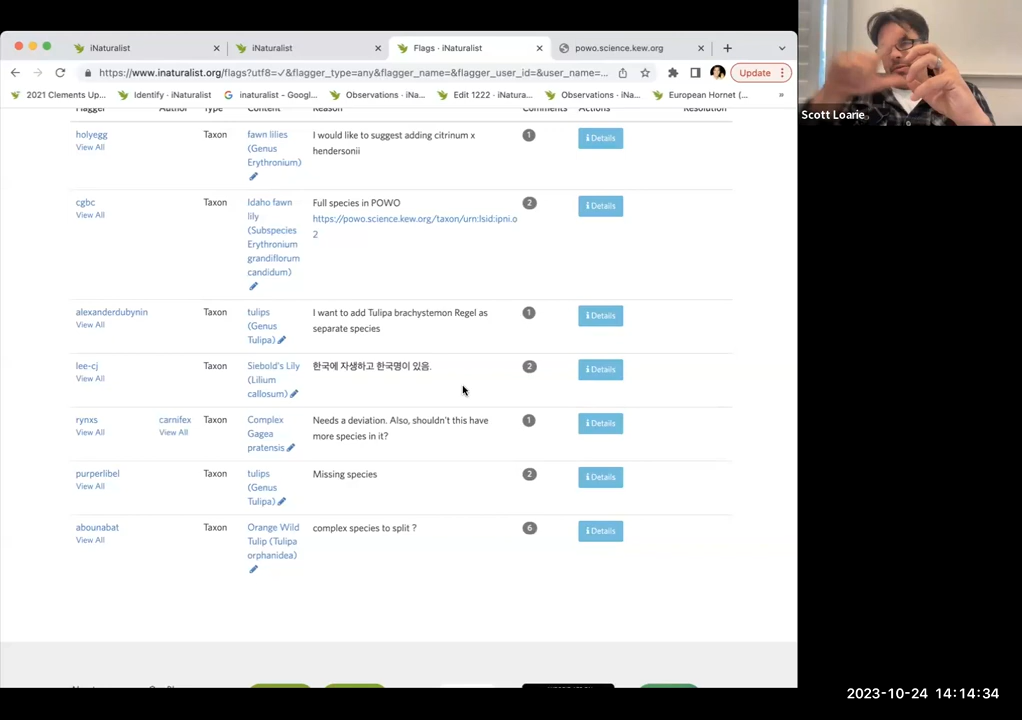 iNaturalist
iNaturalist
Flags · iNaturalist
powo.science.kew.org
https://www.inaturalist.org/flags?utf8=✓&flagger_type=any&flagger_name=&flagger_user_id=&user_name=...
Update
2021 Clements Up...
Identify · iNaturalist
inaturalist - Googl...
Observations · iNa...
Edit 1222 · iNatura...
Observations · iNa...
European Hornet (...
»
Scott Loarie
Flagger Author Type Content Reason Comments Actions Resolution
holyegg
View All
Taxon
fawn lilies
(Genus
Erythronium)
I would like to suggest adding citrinum x
hendersonii
1
Details
cgbc
View All
Taxon
Idaho fawn
lily
(Subspecies
Erythronium
grandiflorum
candidum)
Full species in POWO
https://powo.science.kew.org/taxon/urn:lsid:ipni.o
2
2
Details
alexanderdubynin
View All
Taxon
tulips
(Genus
Tulipa)
I want to add Tulipa brachystemon Regel as
separate species
1
Details
lee-cj
View All
Taxon
Siebold's Lily
(Lilium
callosum)
한국에 자생하고 한국명이 있음.
2
Details
rynxs
View All
carnifex
View All
Taxon
Complex
Gagea
pratensis
Needs a deviation. Also, shouldn't this have
more species in it?
1
Details
purperlibel
View All
Taxon
tulips
(Genus
Tulipa)
Missing species
2
Details
abounabat
View All
Taxon
Orange Wild
Tulip (Tulipa
orphanidea)
complex species to split ?
6
Details
2023-10-24 14:14:34